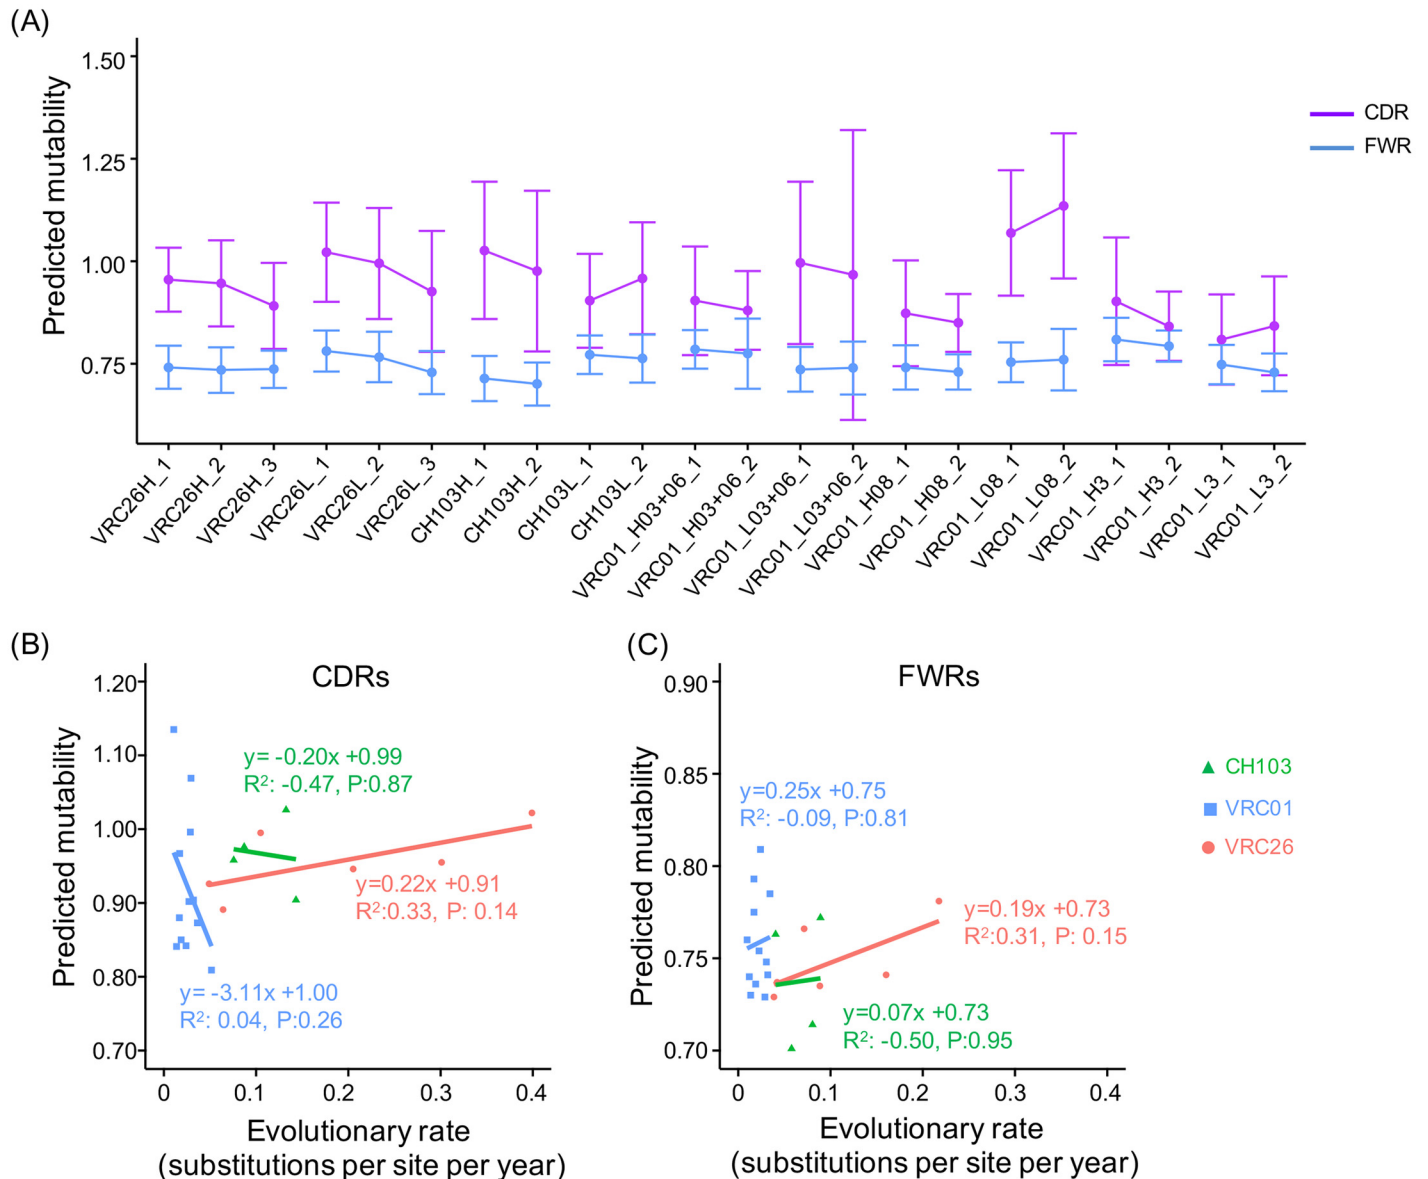 (A)
Predicted mutability
1.50
1.25
1.00
0.75
CDR
FWR
VRC26H_1
VRC26H_2
VRC26H_3
VRC26L_1
VRC26L_2
VRC26L_3
CH103H_1
CH103H_2
CH103L_1
CH103L_2
VRC01_H03+06_1
VRC01_H03+06_2
VRC01_L03+06_1
VRC01_L03+06_2
VRC01_H08_1
VRC01_H08_2
VRC01_L08_1
VRC01_L08_2
VRC01_H3_1
VRC01_H3_2
VRC01_L3_1
VRC01_L3_2
(B)
CDRs
Predicted mutability
1.20
1.10
1.00
0.90
0.80
0.70
y= -0.20x +0.99
R²: -0.47, P:0.87
y=0.22x +0.91
R²:0.33, P: 0.14
y= -3.11x +1.00
R²: 0.04, P:0.26
0
0.1
0.2
0.3
0.4
Evolutionary rate
(substitutions per site per year)
(C)
FWRs
Predicted mutability
0.90
0.85
0.80
0.75
0.70
y=0.25x +0.75
R²: -0.09, P:0.81
y=0.19x +0.73
R²:0.31, P: 0.15
y=0.07x +0.73
R²: -0.50, P:0.95
0
0.1
0.2
0.3
0.4
Evolutionary rate
(substitutions per site per year)
CH103
VRC01
VRC26